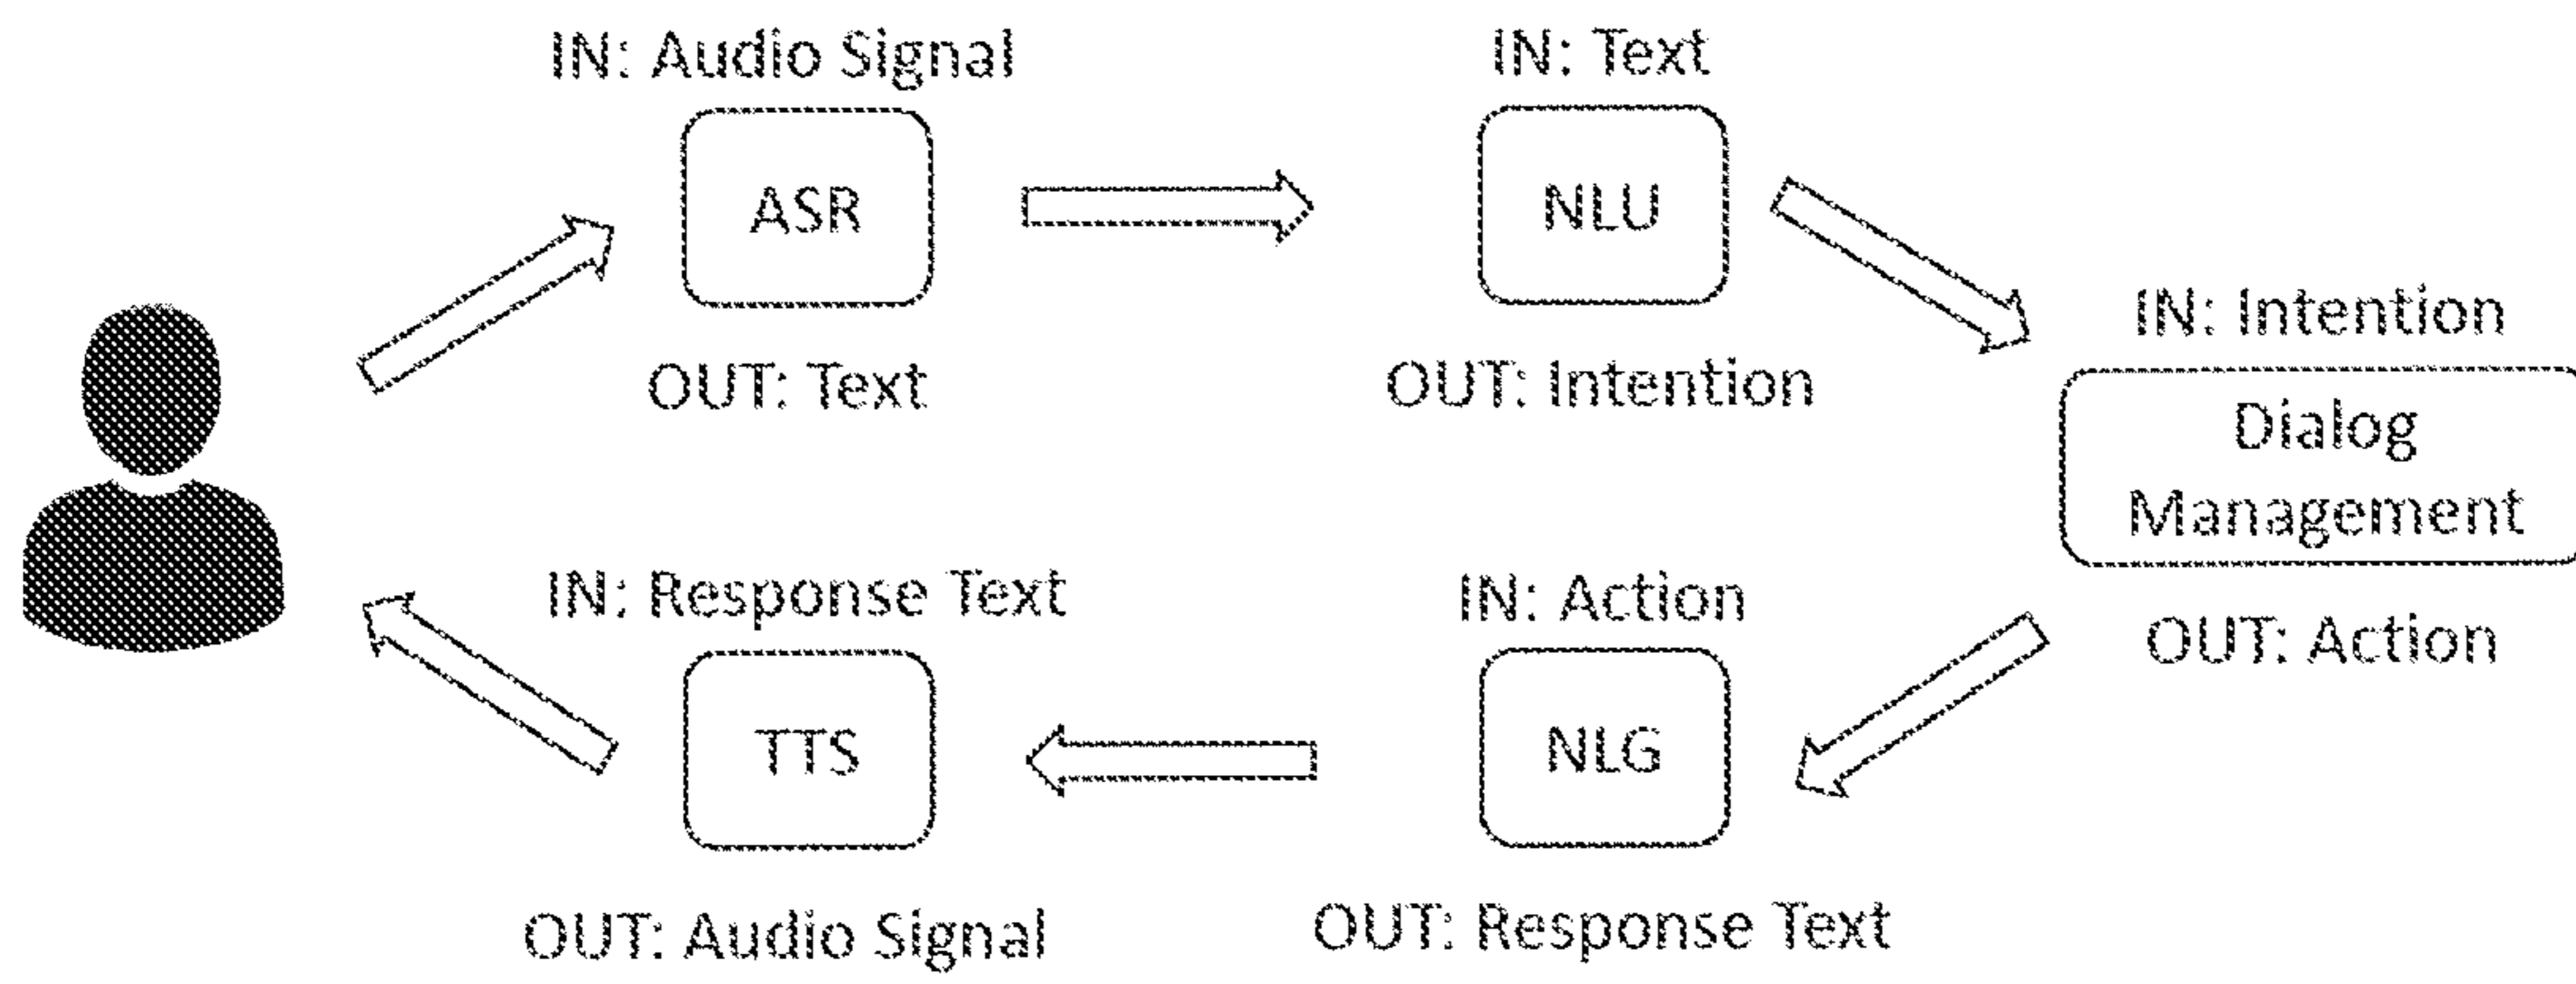 IN: Audio Signal
ASR
OUT: Text
IN: Text
NLU
OUT: Intention
IN: Intention
Dialog
Management
OUT: Action
IN: Action
NLG
OUT: Response Text
IN: Response Text
TTS
OUT: Audio Signal